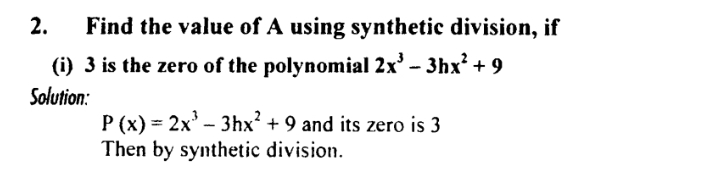 2. Find the value of A using synthetic division, if
(i) 3 is the zero of the polynomial 2x³ – 3hx² + 9
Solution:
P (x) = 2x³ – 3hx² + 9 and its zero is 3
Then by synthetic division.